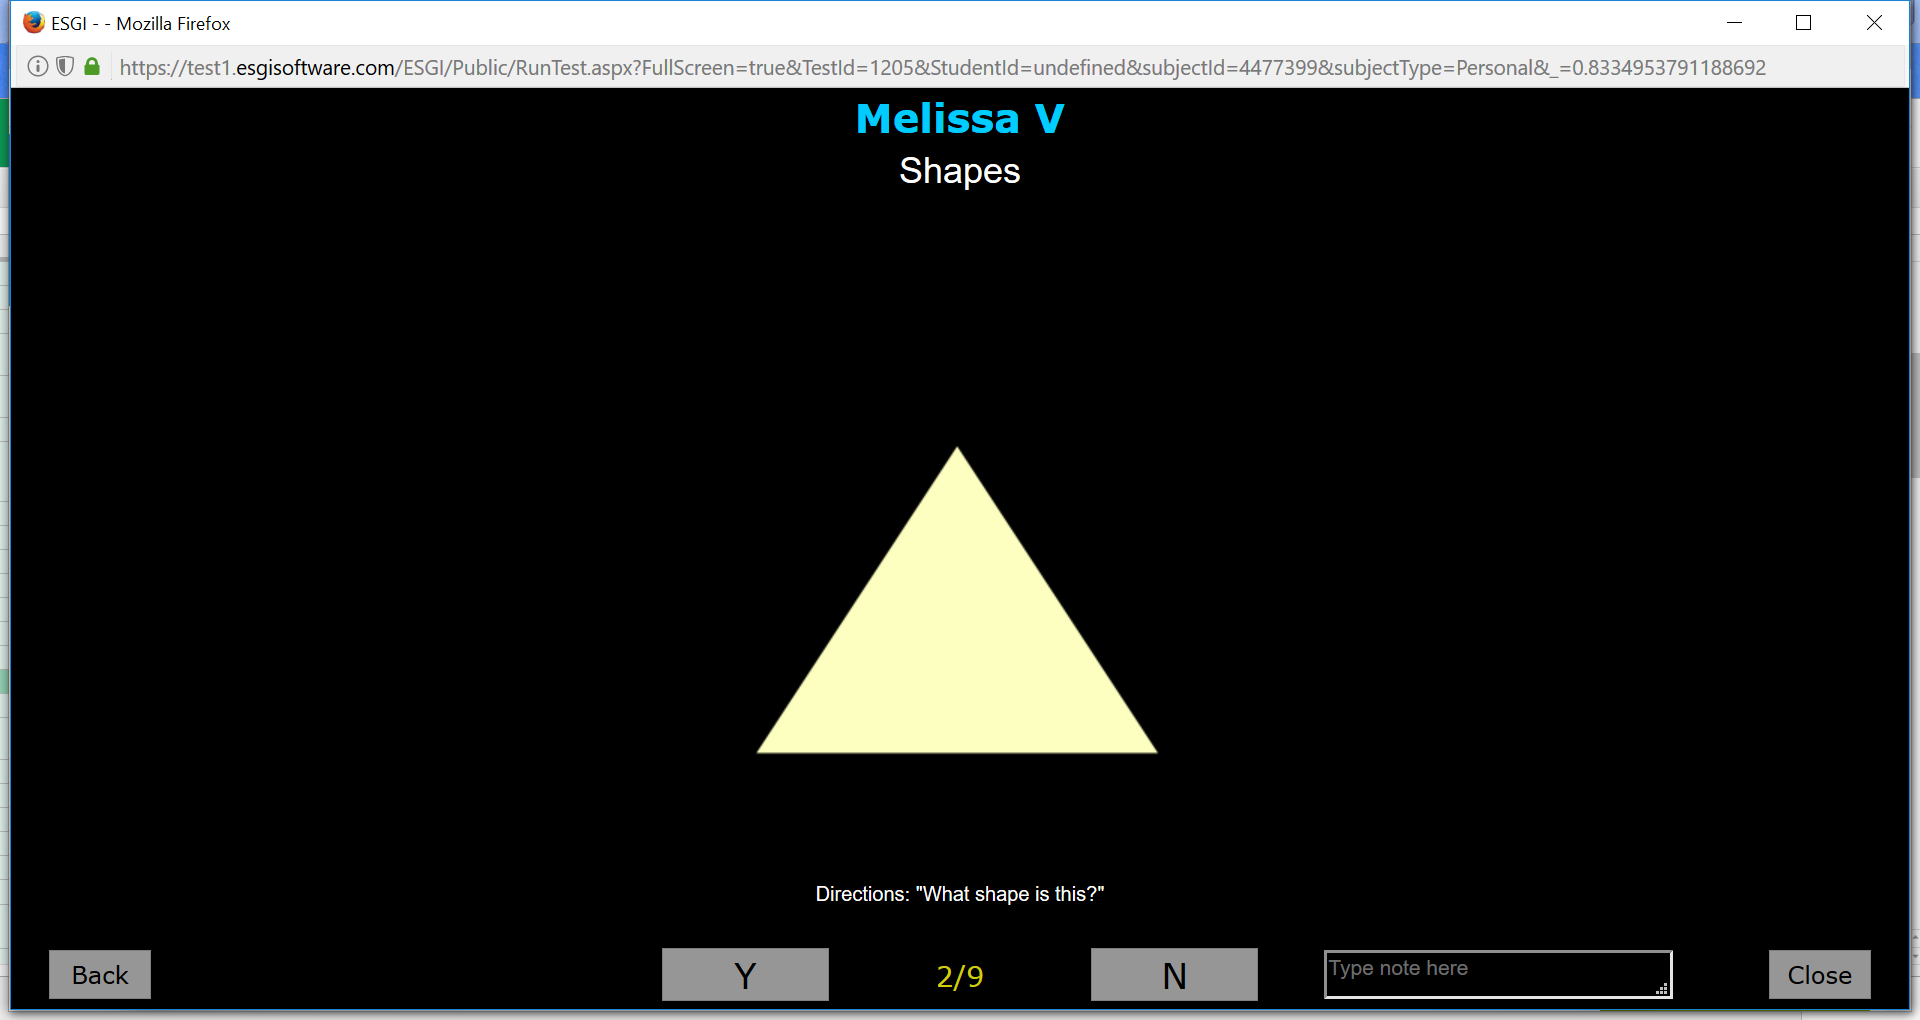 ESGI - - Mozilla Firefox
https://test1.esgisoftware.com/ESGI/Public/RunTest.aspx?FullScreen=true&TestId=1205&StudentId=undefined&subjectId=4477399&subjectType=Personal&_=0.8334953791188692
Melissa V
Shapes
Directions: "What shape is this?"
Back
Y
2/9
N
Type note here
Close